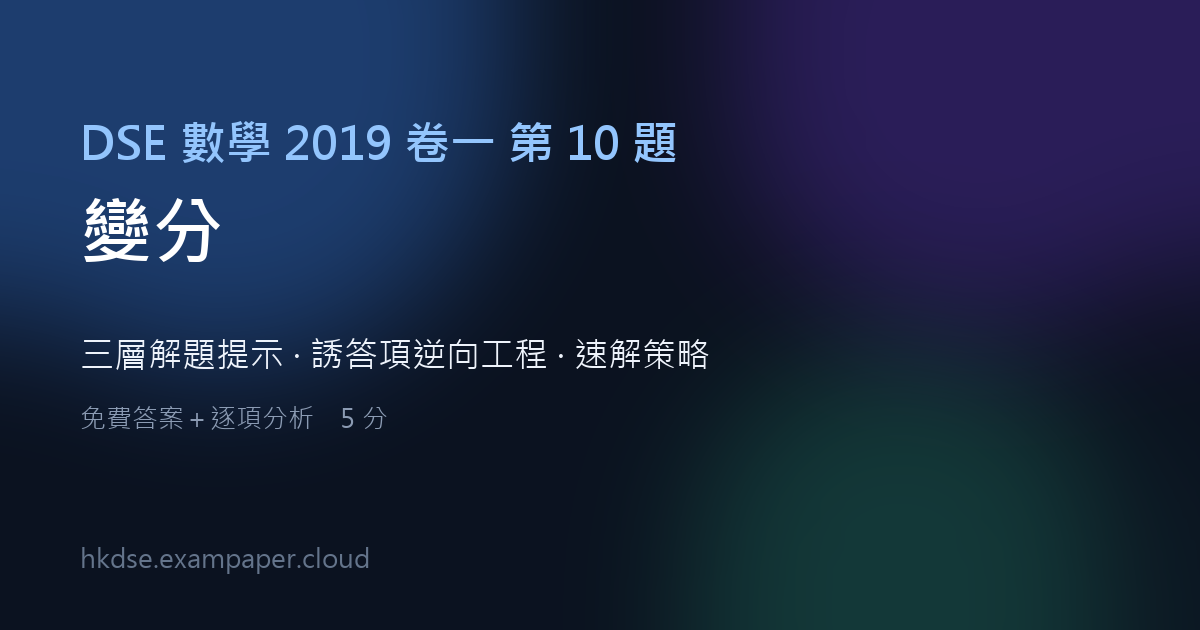 DSE 數學 2019 卷一 第 10 題
變分
三層解題提示 · 誘答項逆向工程 · 速解策略
免費答案 + 逐項分析 5 分
hkdse.exampaper.cloud